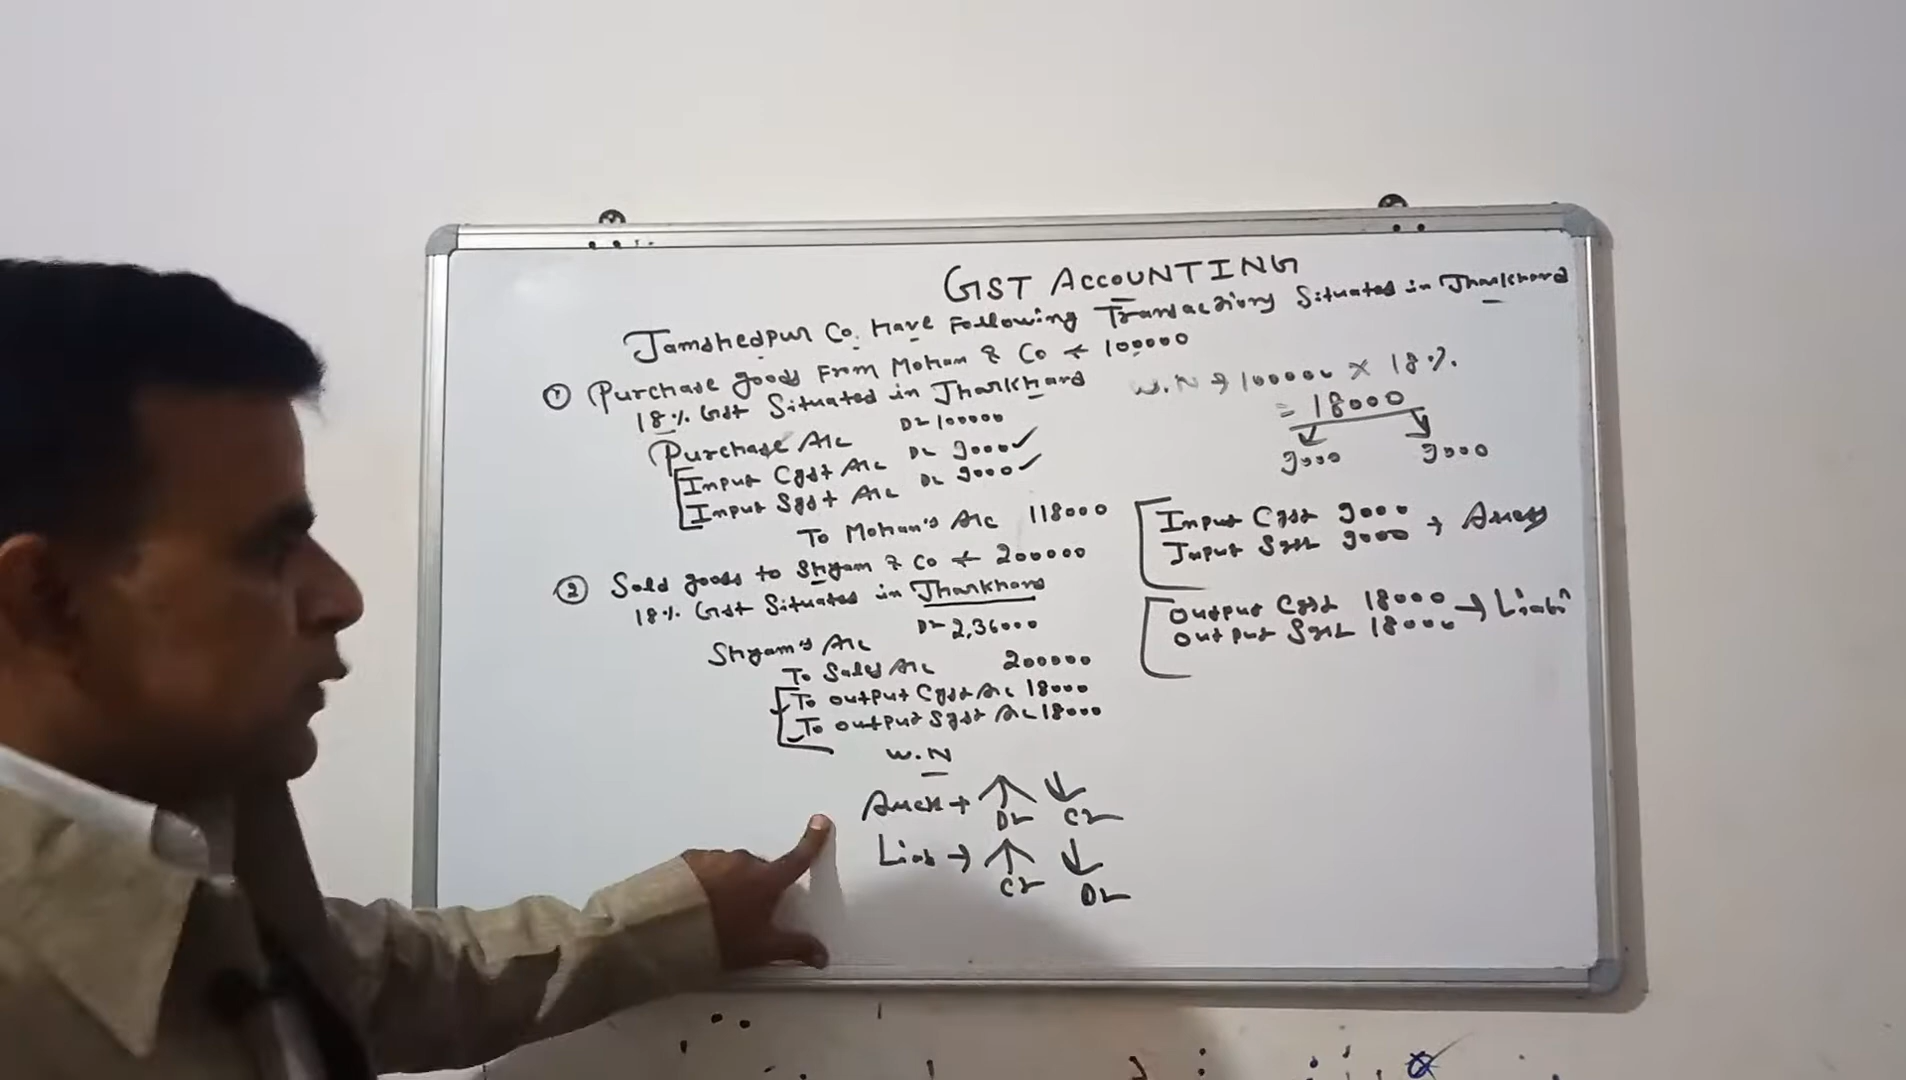 GST ACCOUNTING
Jamshedpur Co. Have Following Transactions Situated in Jharkhand
① Purchase goods From Mohan & Co ← 100000
18% Gst Situated in Jharkhand
Purchase A/c Dr 100000
Input Cgst A/c Dr 9000 ✓
Input Sgst A/c Dr 9000 ✓
To Mohan's A/c 118000
② Sold goods to Shyam & Co ← 200000
18% Gst Situated in Jharkhand
Shyam's A/c Dr 2,36000
To Sales A/c 200000
To output Cgst A/c 18000
To output Sgst A/c 18000
W.N
Asset → ↑ ↓
Dr Cr
Liab → ↑ ↓
Cr Dr
W.N → 100000 × 18%.
= 18000
9000 9000
Input Cgst 9000
Input Sgst 9000 → Assets
Output Cgst 18000
Output Sgst 18000 → Liabi